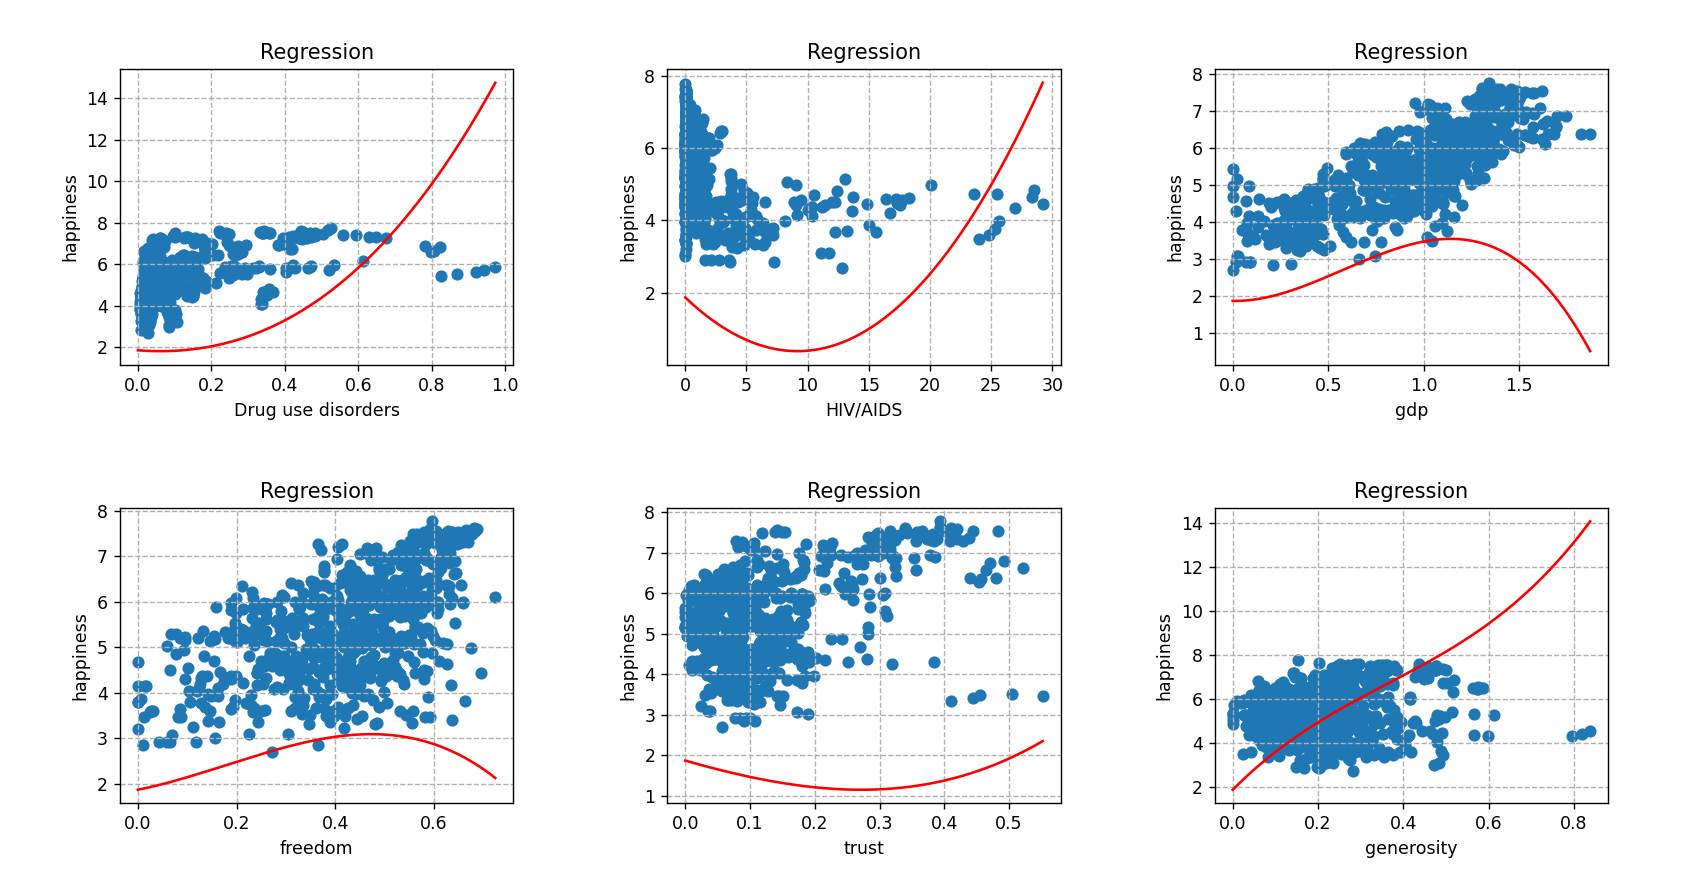 Regression
14
12
10
8
6
4
2
happiness
0.0 0.2 0.4 0.6 0.8 1.0
Drug use disorders
Regression
8
6
4
2
happiness
0 5 10 15 20 25 30
HIV/AIDS
Regression
8
7
6
5
4
3
2
1
happiness
0.0 0.5 1.0 1.5
gdp
Regression
8
7
6
5
4
3
2
happiness
0.0 0.2 0.4 0.6
freedom
Regression
8
7
6
5
4
3
2
1
happiness
0.0 0.1 0.2 0.3 0.4 0.5
trust
Regression
14
12
10
8
6
4
2
happiness
0.0 0.2 0.4 0.6 0.8
generosity